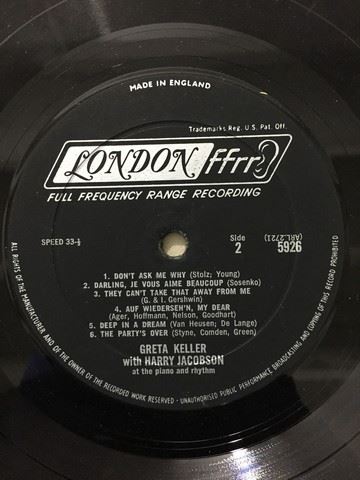 MADE IN ENGLAND
Trademarks Reg. U.S. Pat. Off.
LONDON ffrr
FULL FREQUENCY RANGE RECORDING
SPEED 33-⅓
Side
2
(ARL.2721)
5926
1. DON'T ASK ME WHY (Stolz; Young)
2. DARLING, JE VOUS AIME BEAUCOUP (Sosenko)
3. THEY CAN'T TAKE THAT AWAY FROM ME
(G. & I. Gershwin)
4. AUF WIEDERSEH'N, MY DEAR
(Ager, Hoffmann, Nelson, Goodhart)
5. DEEP IN A DREAM (Van Heusen; De Lange)
6. THE PARTY'S OVER (Styne, Comden, Green)
GRETA KELLER
with HARRY JACOBSON
at the piano and rhythm
ALL RIGHTS OF THE MANUFACTURER, AND OF THE OWNER OF THE RECORDED WORK RESERVED - UNAUTHORISED PUBLIC PERFORMANCE BROADCASTING AND COPYING OF THIS RECORD PROHIBITED